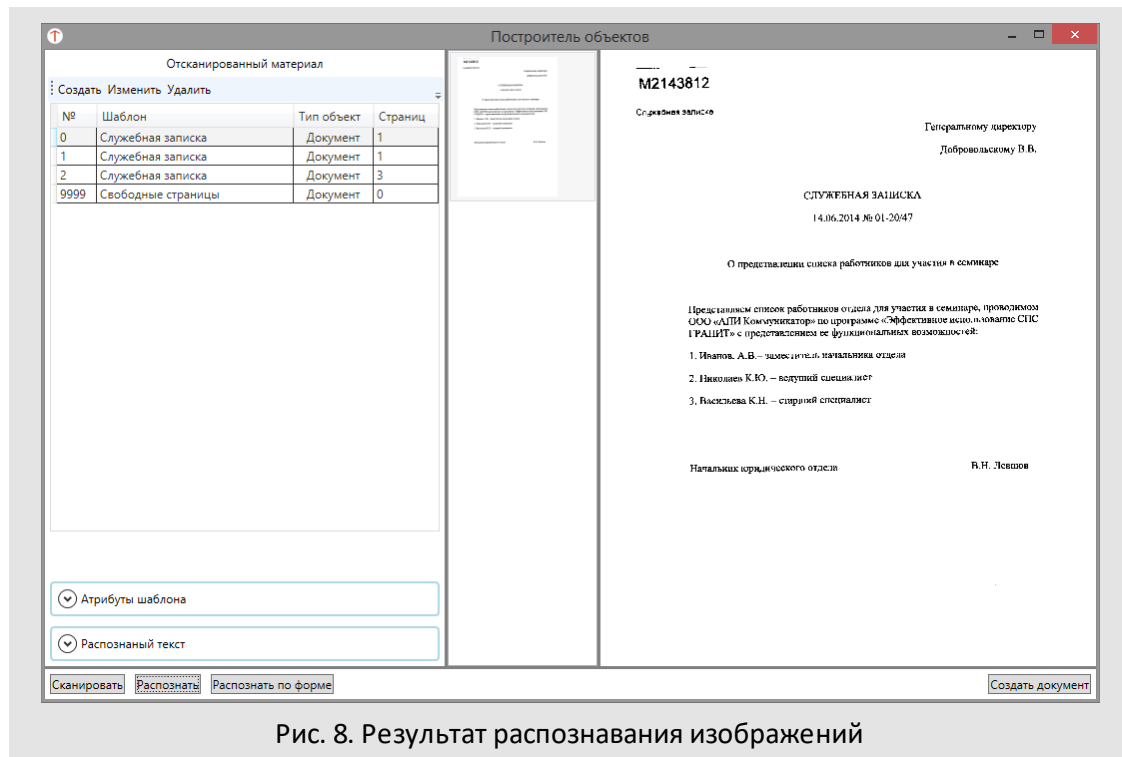 Построитель объектов
Отсканированный материал
Создать Изменить Удалить
№ Шаблон Тип объект Страниц
0 Служебная записка Документ 1
1 Служебная записка Документ 1
2 Служебная записка Документ 3
9999 Свободные страницы Документ 0
Атрибуты шаблона
Распознаный текст
M2143812
Служебная записка
Генеральному директору
Добровольскому В.В.
СЛУЖЕБНАЯ ЗАПИСКА
14.06.2014 № 01-20/47
О представлении списка работников для участия в семинаре
Представляем список работников отдела для участия в семинаре, проводимом
ООО «АПИ Коммуникатор» по программе «Эффективное использование СПС
ГРАНИТ» с представлением ее функциональных возможностей:
1. Иванов. А.В.– заместитель начальника отдела
2. Николаев К.Ю. – ведущий специалист
3. Васильева К.Н. – старший специалист
Начальник юридического отдела В.Н. Левшов
Сканировать Распознать Распознать по форме Создать документ
Рис. 8. Результат распознавания изображений